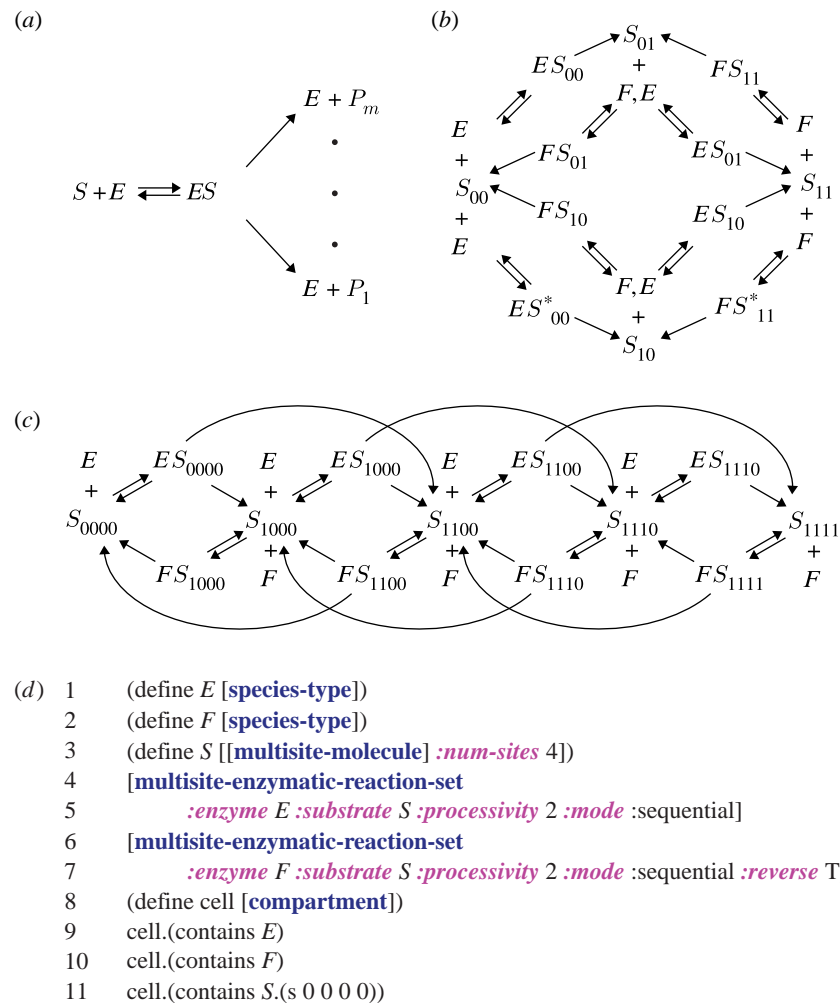 (a)
E + P_m
S + E ES
E + P_1
(b)
S_01
+
ES_00 FS_11
F, E
E F
+ +
FS_01 ES_01
S_00 S_11
+ +
FS_10 ES_10
E F
F, E
ES*_00 + FS*_11
S_10
(c)
E ES_0000 E ES_1000 E ES_1100 E ES_1110
+ + + +
S_0000 S_1000 S_1100 S_1110 S_1111
+ + + +
FS_1000 F FS_1100 F FS_1110 F FS_1111 F
(d) 1 (define E [species-type])
2 (define F [species-type])
3 (define S [[multisite-molecule] :num-sites 4])
4 [multisite-enzymatic-reaction-set
5 :enzyme E :substrate S :processivity 2 :mode :sequential]
6 [multisite-enzymatic-reaction-set
7 :enzyme F :substrate S :processivity 2 :mode :sequential :reverse T
8 (define cell [compartment])
9 cell.(contains E)
10 cell.(contains F)
11 cell.(contains S.(s 0 0 0 0))